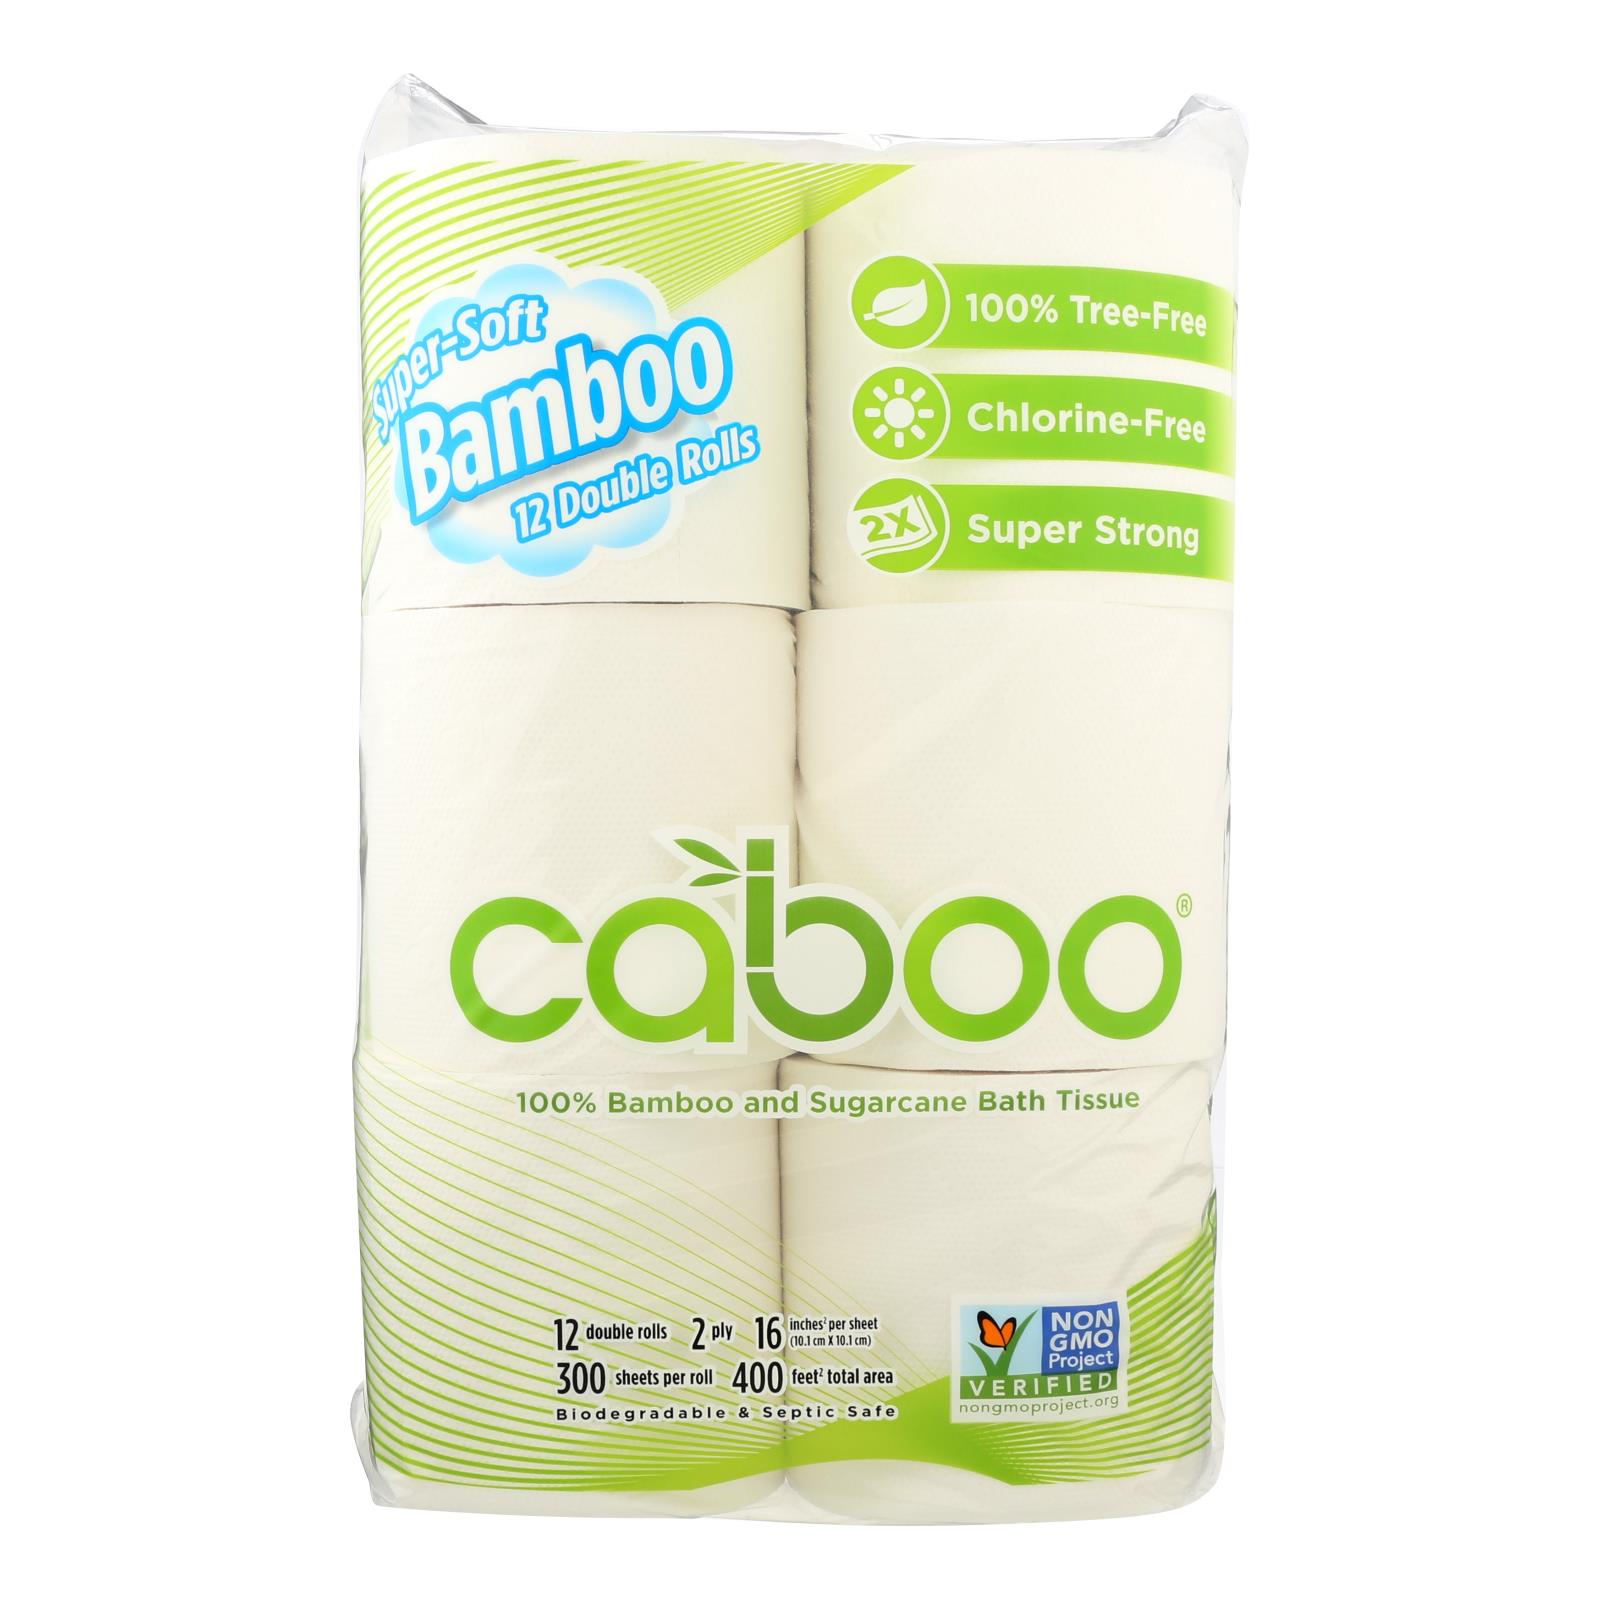 Super-Soft
Bamboo
12 Double Rolls
100% Tree-Free
Chlorine-Free
2X
Super Strong
caboo®
100% Bamboo and Sugarcane Bath Tissue
12 double rolls 2 ply 16 inches² per sheet
(10.1 cm X 10.1 cm)
300 sheets per roll 400 feet² total area
Biodegradable & Septic Safe
NON
GMO
Project
VERIFIED
nongmoproject.org